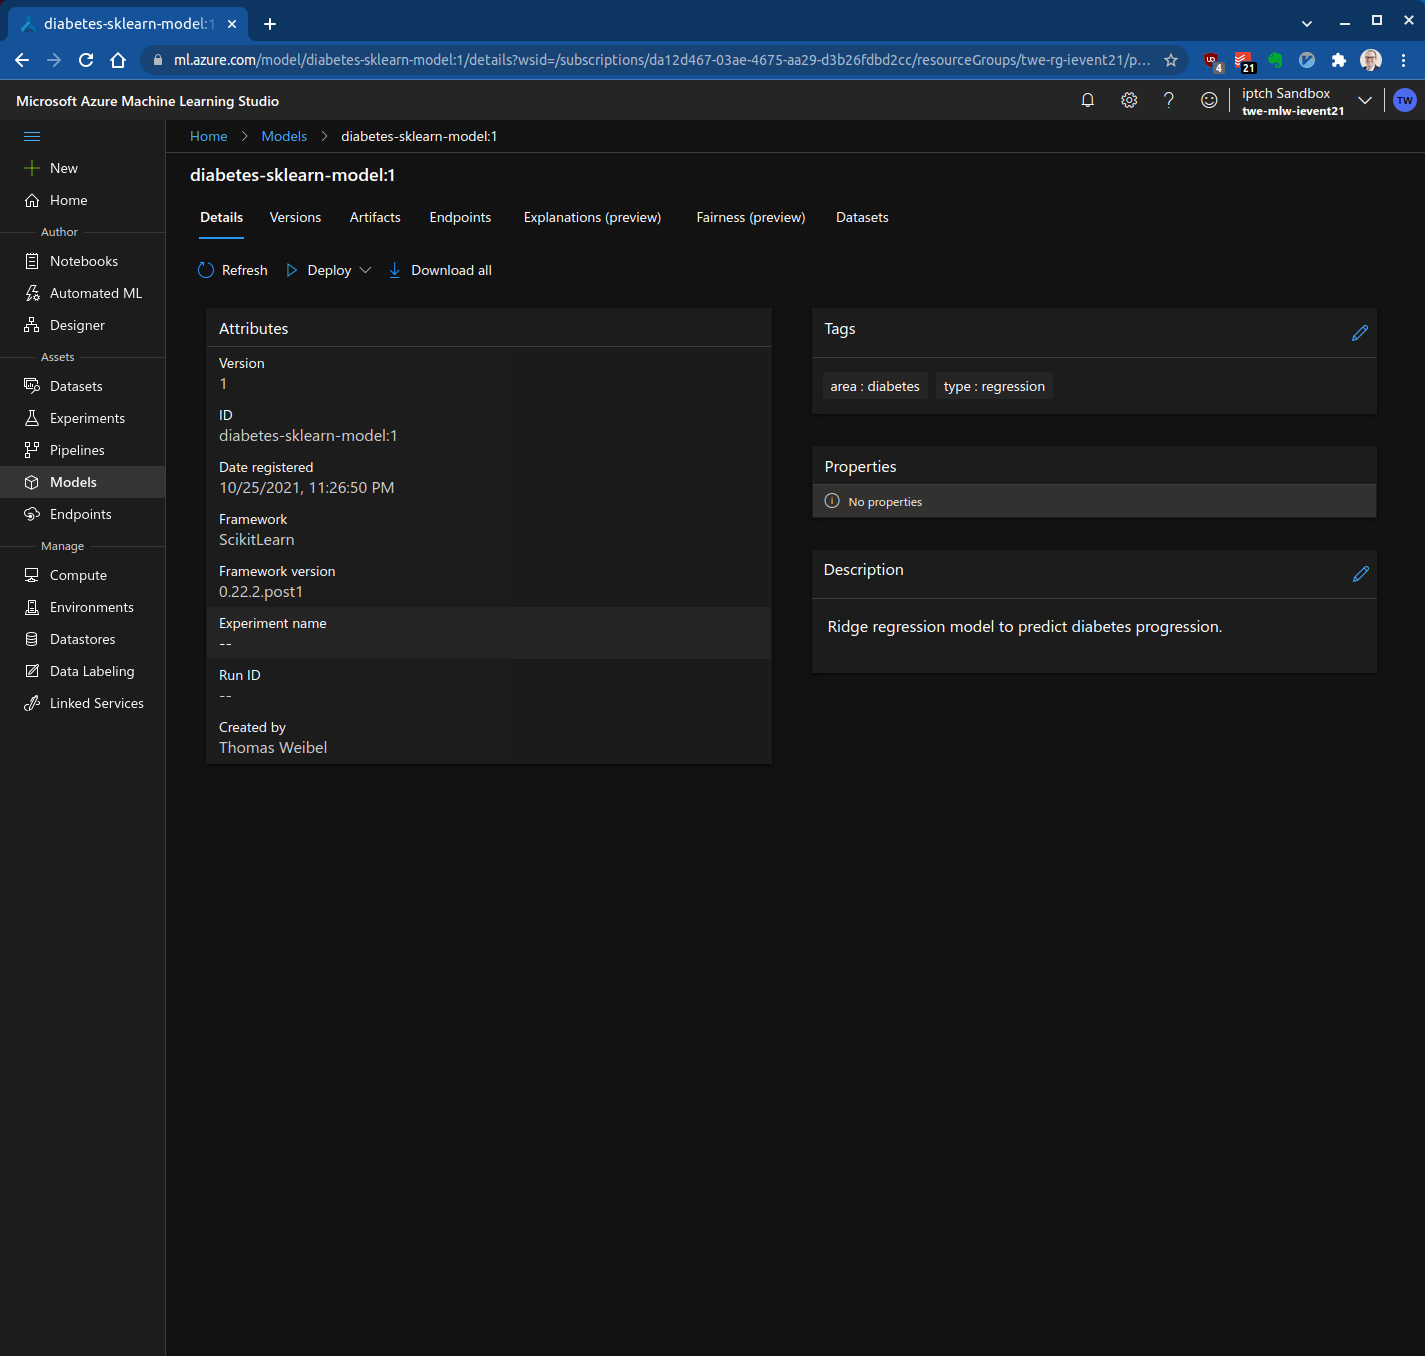 diabetes-sklearn-model:1
ml.azure.com/model/diabetes-sklearn-model:1/details?wsid=/subscriptions/da12d467-03ae-4675-aa29-d3b26fdbd2cc/resourceGroups/twe-rg-ievent21/p...
4
21
Microsoft Azure Machine Learning Studio
iptch Sandbox
twe-mlw-ievent21
TW
Home > Models > diabetes-sklearn-model:1
New
Home
Author
Notebooks
Automated ML
Designer
Assets
Datasets
Experiments
Pipelines
Models
Endpoints
Manage
Compute
Environments
Datastores
Data Labeling
Linked Services
diabetes-sklearn-model:1
Details Versions Artifacts Endpoints Explanations (preview) Fairness (preview) Datasets
Refresh Deploy Download all
Attributes
Version
1
ID
diabetes-sklearn-model:1
Date registered
10/25/2021, 11:26:50 PM
Framework
ScikitLearn
Framework version
0.22.2.post1
Experiment name
--
Run ID
--
Created by
Thomas Weibel
Tags
area : diabetes type : regression
Properties
No properties
Description
Ridge regression model to predict diabetes progression.